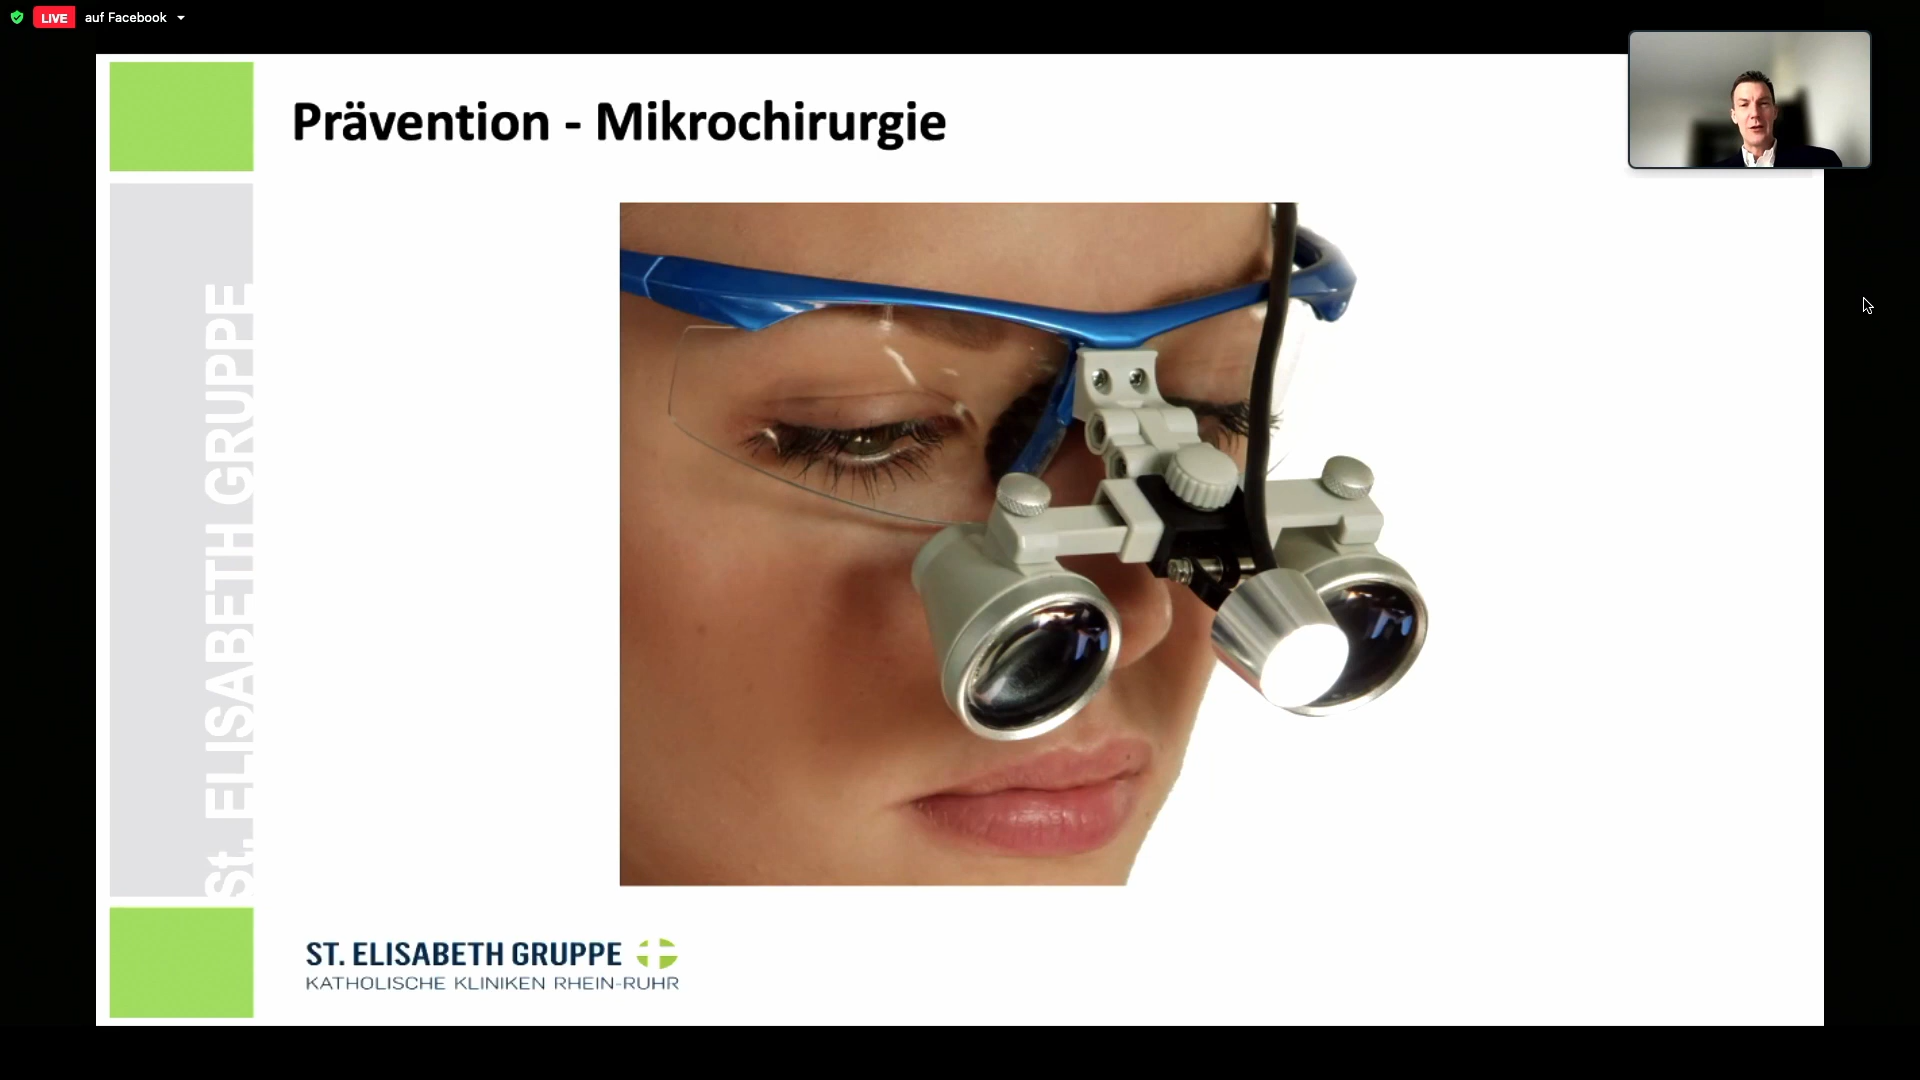 LIVE auf Facebook
Prävention - Mikrochirurgie
St. ELISABETH GRUPPE
ST. ELISABETH GRUPPE
KATHOLISCHE KLINIKEN RHEIN-RUHR